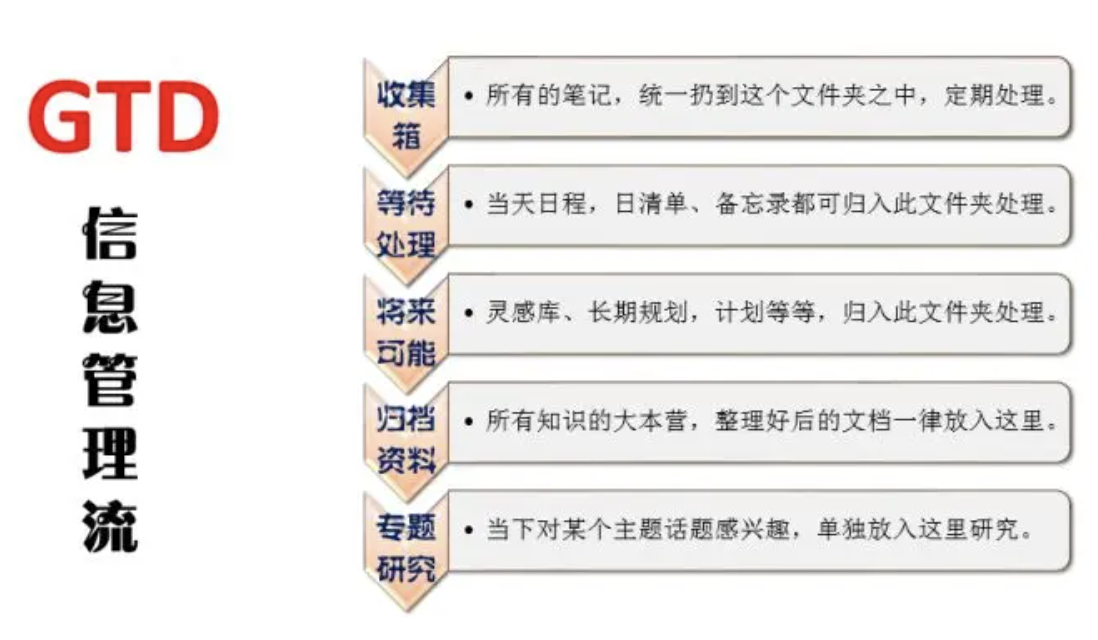 GTD
信息管理流
收集
箱
• 所有的笔记，统一扔到这个文件夹之中，定期处理。
等待
处理
• 当天日程，日清单、备忘录都可归入此文件夹处理。
将来
可能
• 灵感库、长期规划，计划等等，归入此文件夹处理。
归档
资料
• 所有知识的大本营，整理好后的文档一律放入这里。
专题
研究
• 当下对某个主题话题感兴趣，单独放入这里研究。